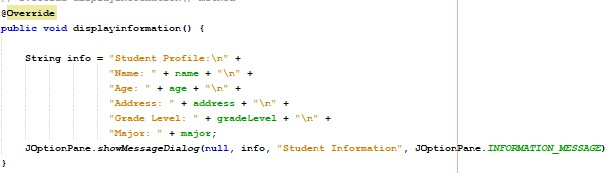 @Override
public void displayinformation() {
String info = "Student Profile:\n" +
"Name: " + name + "\n" +
"Age: " + age + "\n" +
"Address: " + address + "\n" +
"Grade Level: " + gradeLevel + "\n" +
"Major: " + major;
JOptionPane.showMessageDialog(null, info, "Student Information", JOptionPane.INFORMATION_MESSAGE)
}